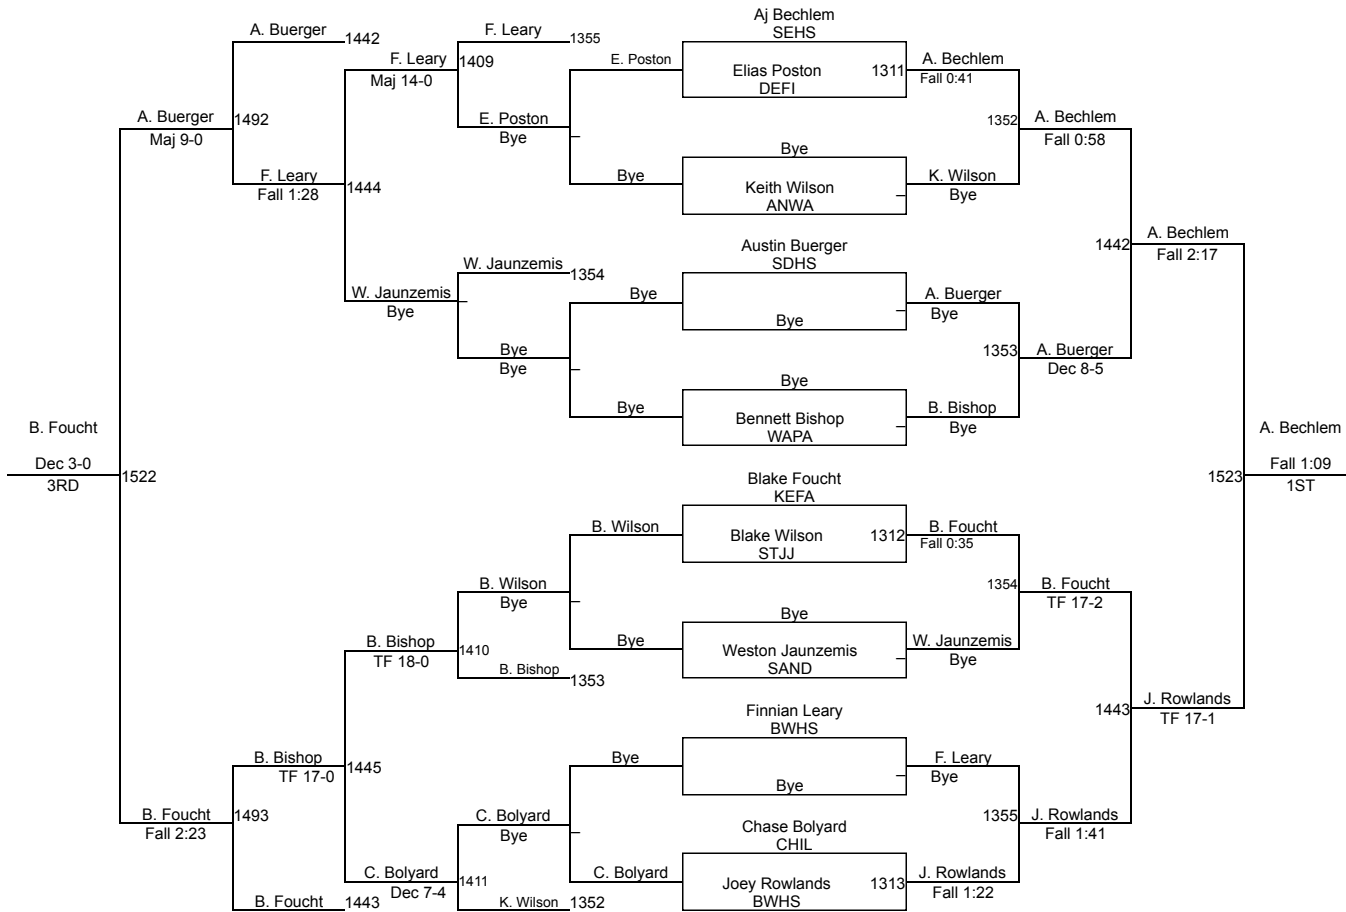 Aj Bechlem
SEHS
A. Buerger
1442
F. Leary
1355
F. Leary
1409
Maj 14-0
E. Poston
Elias Poston
DEFI
1311
A. Bechlem
Fall 0:41
A. Buerger
Maj 9-0
1492
E. Poston
Bye
1352
A. Bechlem
Fall 0:58
Bye
F. Leary
Fall 1:28
1444
Bye
Keith Wilson
ANWA
K. Wilson
Bye
Austin Buerger
SDHS
1442
A. Bechlem
Fall 2:17
W. Jaunzemis
1354
W. Jaunzemis
Bye
Bye
Bye
A. Buerger
Bye
Bye
Bye
1353
A. Buerger
Dec 8-5
Bye
Bye
Bennett Bishop
WAPA
B. Bishop
Bye
B. Foucht
Dec 3-0
3RD
1522
A. Bechlem
1523
Fall 1:09
1ST
Blake Foucht
KEFA
B. Wilson
Blake Wilson
STJJ
1312
B. Foucht
Fall 0:35
B. Wilson
Bye
1354
B. Foucht
TF 17-2
Bye
B. Bishop
TF 18-0
1410
Bye
Weston Jaunzemis
SAND
W. Jaunzemis
Bye
B. Bishop
1353
Finnian Leary
BWHS
1443
J. Rowlands
TF 17-1
B. Bishop
TF 17-0
1445
Bye
Bye
F. Leary
Bye
B. Foucht
Fall 2:23
1493
C. Bolyard
Bye
Chase Bolyard
CHIL
1355
J. Rowlands
Fall 1:41
C. Bolyard
Dec 7-4
1411
C. Bolyard
Joey Rowlands
BWHS
1313
J. Rowlands
Fall 1:22
B. Foucht
1443
K. Wilson
1352